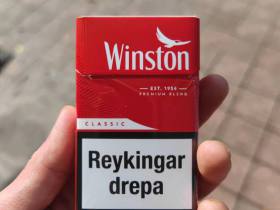 Winston
EST. 1954
PREMIUM BLEND
CLASSIC
Reykingar
drepa